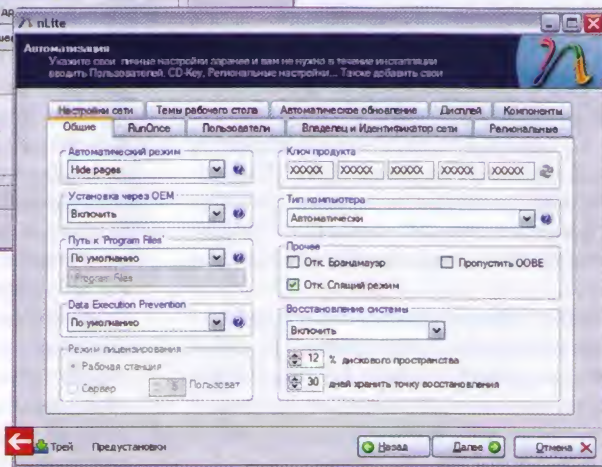 nLite
Автоматизация
Укажите свои личные настройки заранее и вам не нужно в течение инсталляции
вводить Пользователей, CD-Key, Региональные настройки... Также добавить свои
Настройки сети
Темы рабочего стола
Автоматическое обновление
Дисплей
Компоненты
Общие
RunOnce
Пользователи
Владелец и Идентификатор сети
Региональные
Автоматический режим
Hide pages
Установка через OEM
Включить
Путь к 'Program Files'
По умолчанию
Program Files
Data Execution Prevention
По умолчанию
Режим лицензирования
Рабочая станция
Сервер
5
Пользоват
Ключ продукта
XXXXX XXXXX XXXXX XXXXX XXXXX
Тип компьютера
Автоматически
Прочее
Отк. Брандмауэр
Пропустить OOBE
Отк. Спящий режим
Восстановление системы
Включить
12 % дискового пространства
30 дней хранить точку восстановления
Трей
Предустановки
Назад
Далее
Отмена